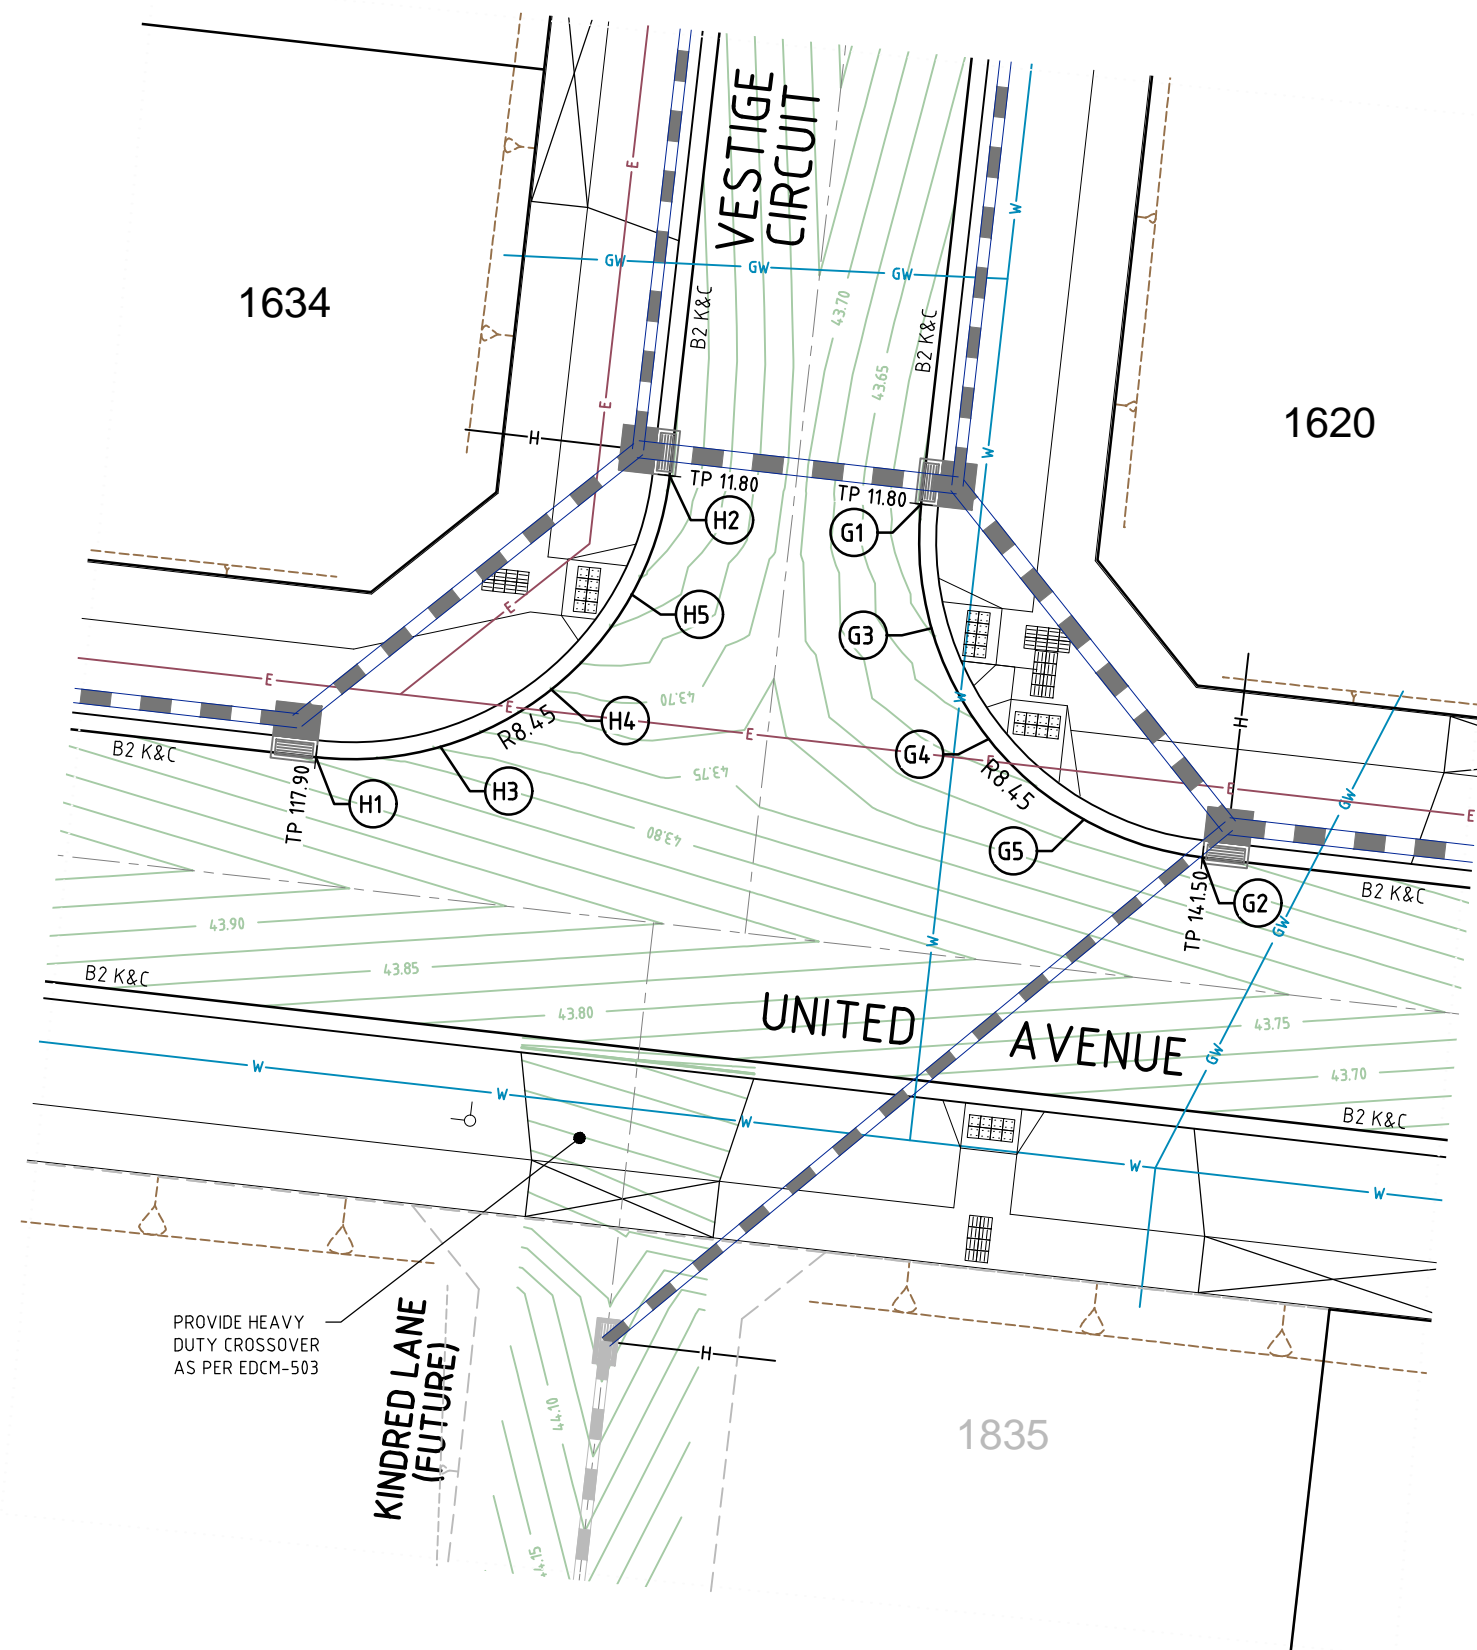 VESTIGE
CIRCUIT
E
W
GW
GW
GW
1634
43.70
B2 K&C
B2 K&C
43.65
E
1620
H
W
TP 11.80
TP 11.80
H2
G1
E
H5
G3
E
43.70
W
H
E
R8.45
H4
E
G4
E
R8.45
B2 K&C
43.75
E
GW
E
H3
TP 117.90
H1
43.80
G5
B2 K&C
TP 141.50
G2
43.90
GW
W
43.85
B2 K&C
UNITED
AVENUE
43.80
43.75
GW
43.70
W
W
W
B2 K&C
W
W
PROVIDE HEAVY
DUTY CROSSOVER
AS PER EDCM-503
KINDRED LANE
(FUTURE)
H
44.10
1835
44.15